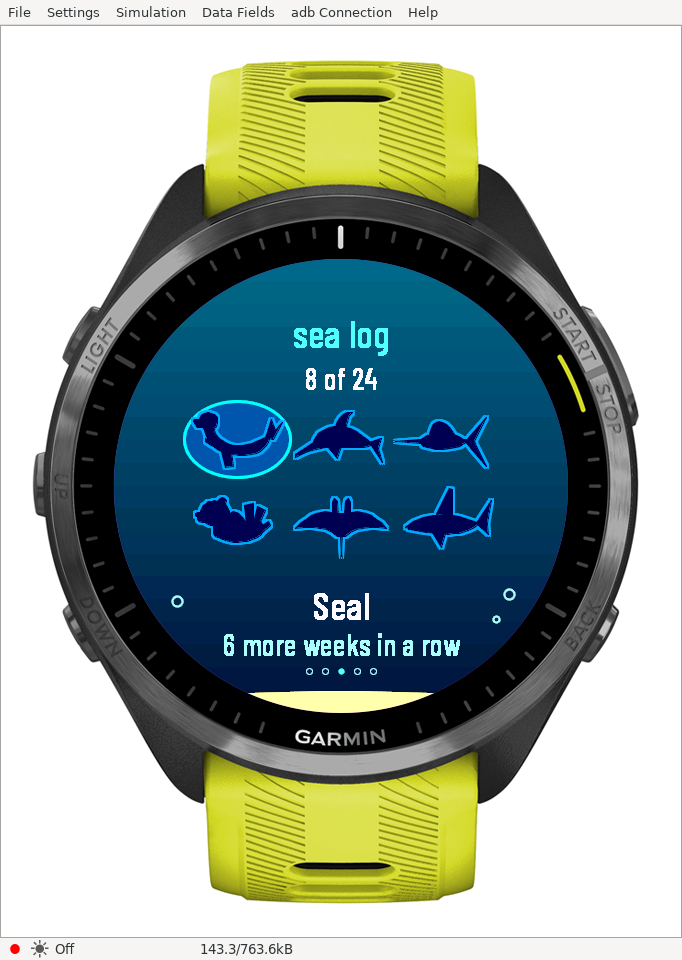 File Settings Simulation Data Fields adb Connection Help
START
LIGHT
STOP
sea log
8 of 24
UP
Seal
6 more weeks in a row
DOWN
BACK
GARMIN
Off 143.3/763.6kB